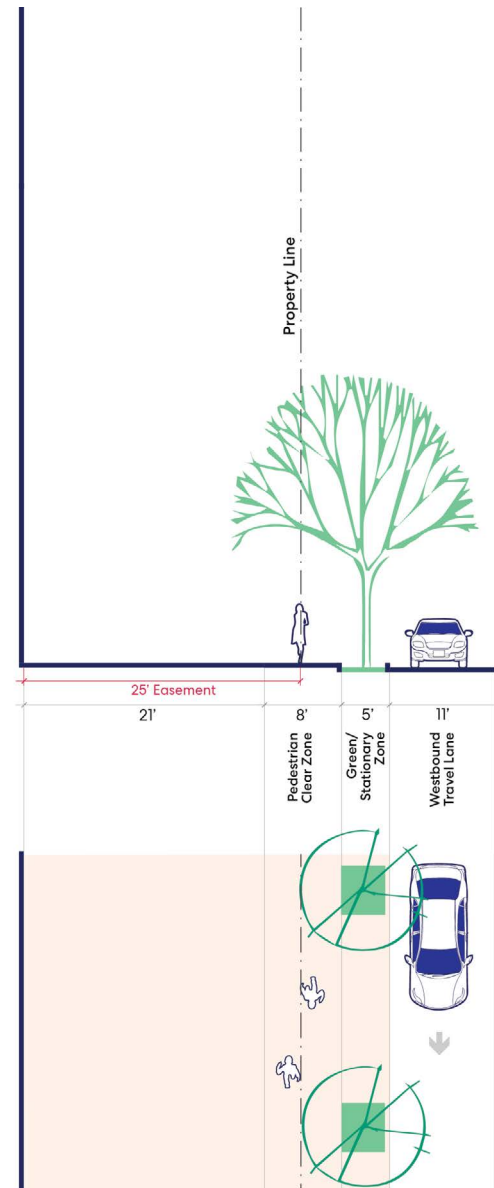 Property Line
25' Easement
21'
8'
5'
11'
Pedestrian
Clear Zone
Green/
Stationary
Zone
Westbound
Travel Lane